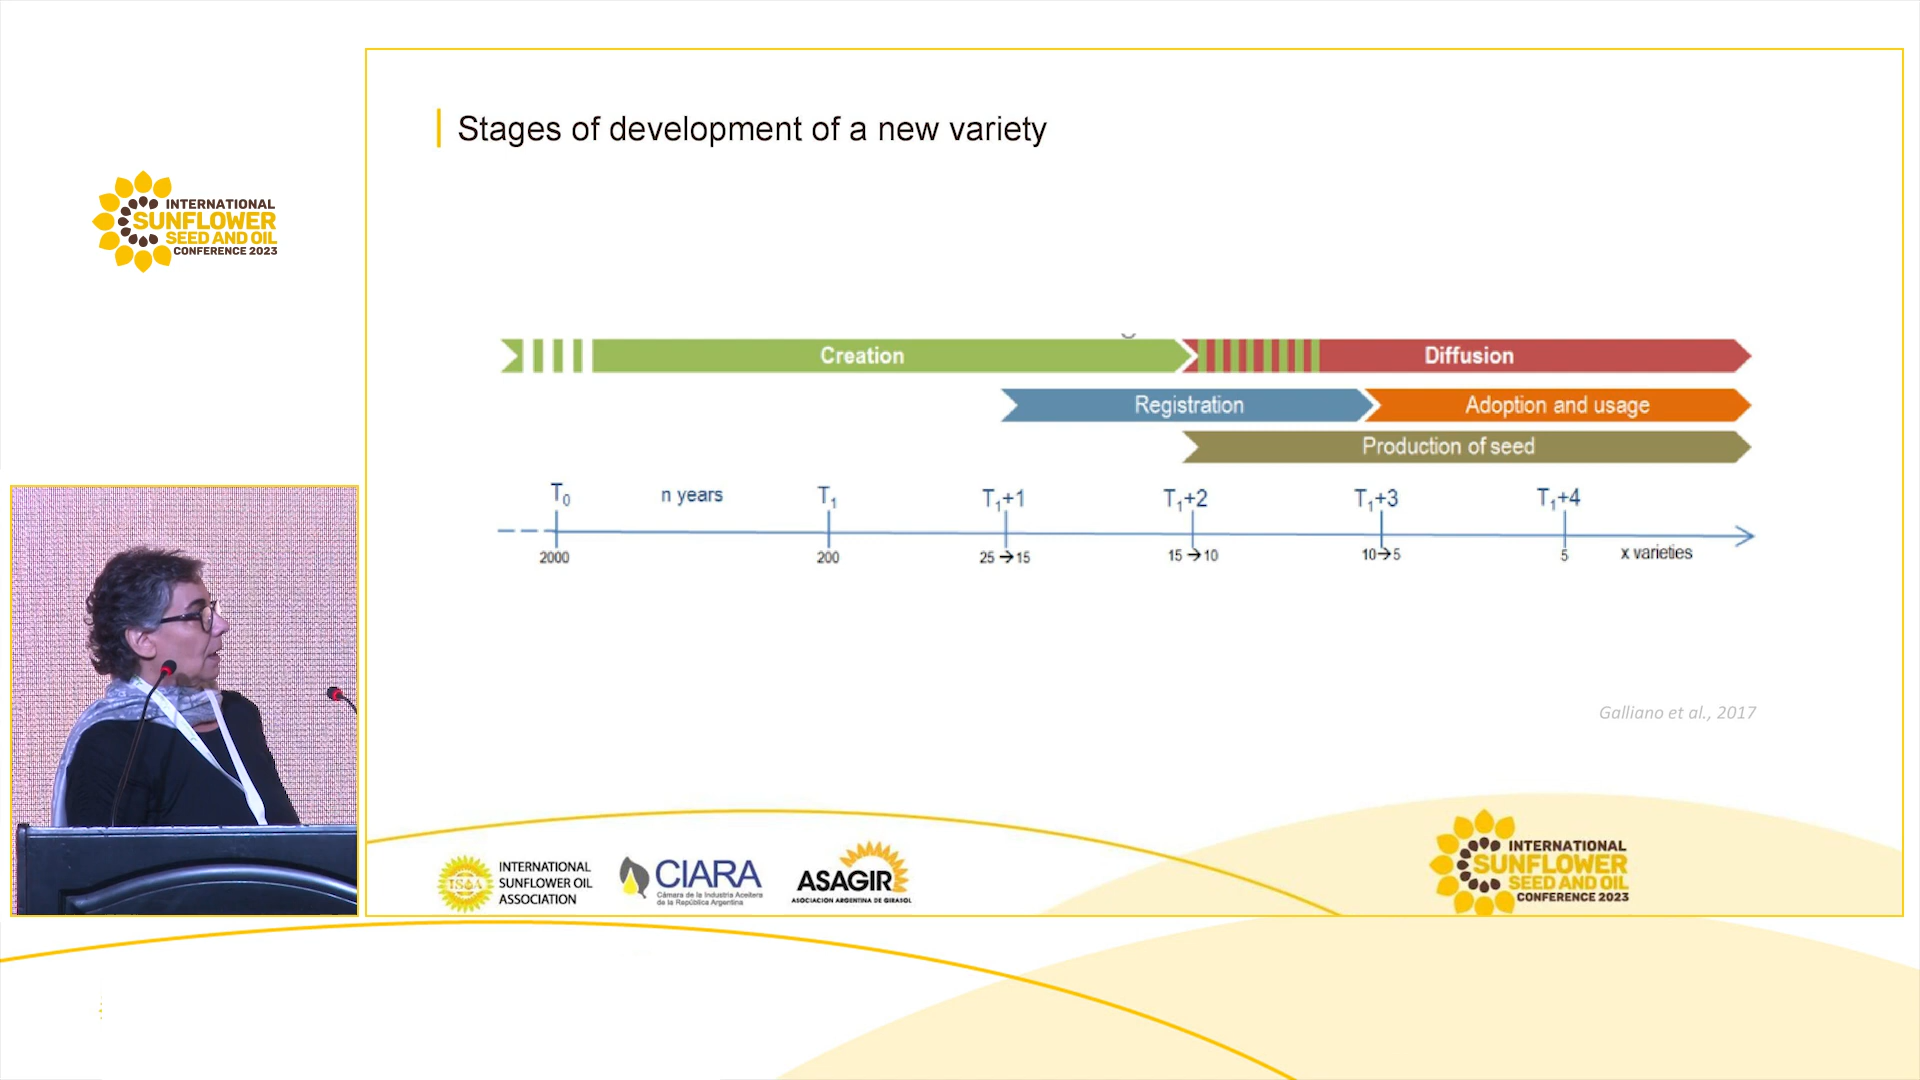 Stages of development of a new variety
INTERNATIONAL
SUNFLOWER
SEED AND OIL
CONFERENCE 2023
Creation
Diffusion
Registration
Adoption and usage
Production of seed
T0 n years T1 T1+1 T1+2 T1+3 T1+4
2000 200 25→15 15→10 10→5 5 x varieties
Galliano et al., 2017
ISOA
INTERNATIONAL
SUNFLOWER OIL
ASSOCIATION
CIARA
Cámara de la Industria Aceitera
de la República Argentina
ASAGIR
ASOCIACION ARGENTINA DE GIRASOL
INTERNATIONAL
SUNFLOWER
SEED AND OIL
CONFERENCE 2023